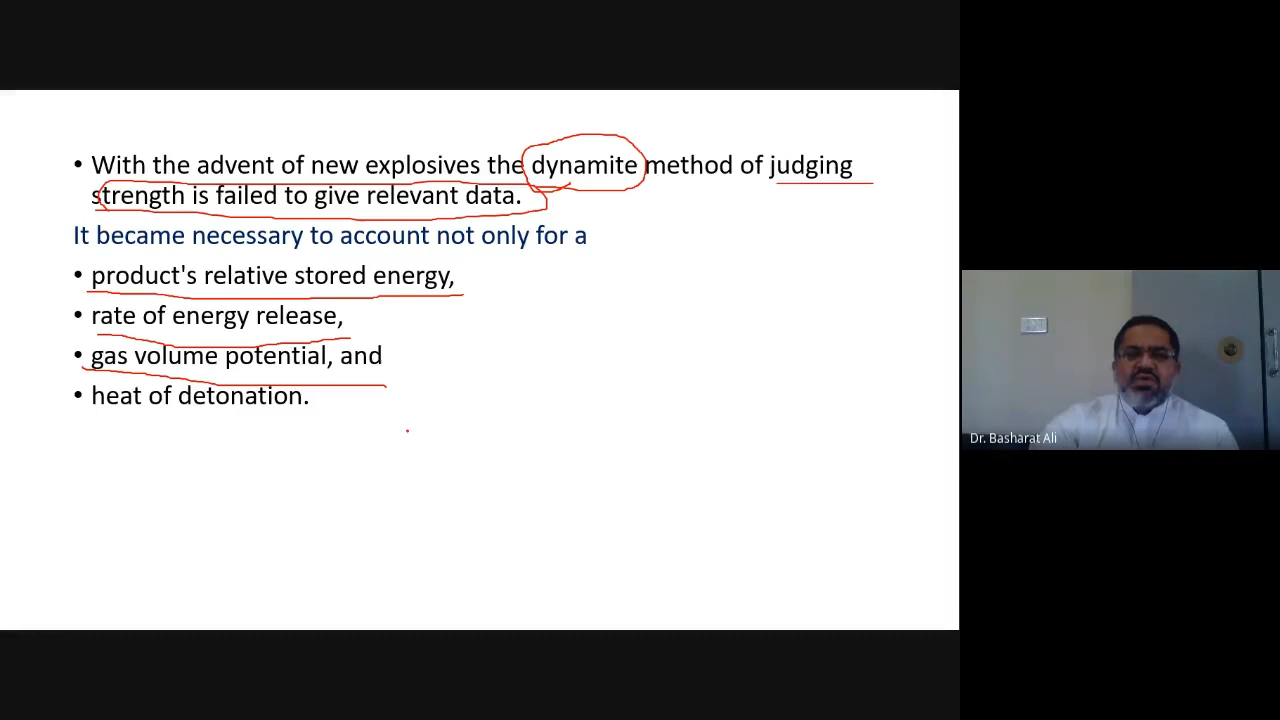 • With the advent of new explosives the dynamite method of judging
strength is failed to give relevant data.
It became necessary to account not only for a
• product's relative stored energy,
• rate of energy release,
• gas volume potential, and
• heat of detonation.
Dr. Basharat Ali